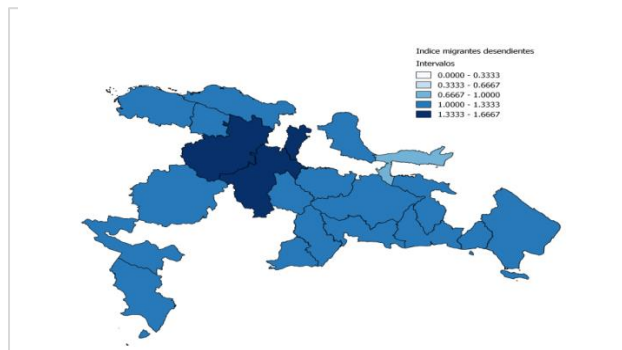 Indice migrantes desendientes
Intervalos
0.0000 - 0.3333
0.3333 - 0.6667
0.6667 - 1.0000
1.0000 - 1.3333
1.3333 - 1.6667